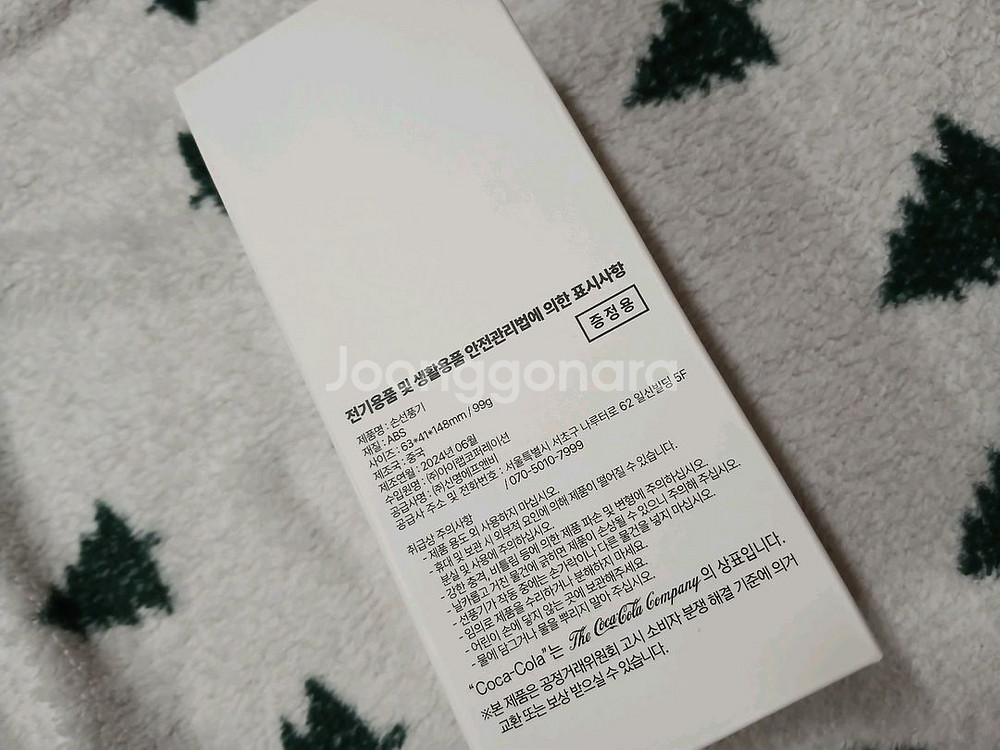 전기용품 및 생활용품 안전관리법에 의한 표시사항
증정용
Joonggonara
제품명 : 손선풍기
재질 : ABS
사이즈 : 63*41*148mm / 99g
제조국 : 중국
제조연월 : 2024년 06월
수입원명 : ㈜아이랩코퍼레이션
공급사명 : ㈜신명에프앤비
공급사 주소 및 전화번호 : 서울특별시 서초구 나루터로 62 일신빌딩 5F
/ 070-5010-7999
취급상 주의사항
- 제품 용도 외 사용하지 마십시오.
- 휴대 및 보관 시 외부적 요인에 의해 제품이 떨어질 수 있습니다.
분실 및 사용에 주의하십시오.
- 강한 충격, 비틀림 등에 의한 제품 파손 및 변형에 주의하십시오.
- 날카롭고 거친 물건에 긁히면 제품이 손상될 수 있으니 주의해 주십시오.
- 선풍기가 작동 중에는 손가락이나 다른 물건을 넣지 마십시오.
- 임의로 제품을 수리하거나 분해하지 마세요.
- 어린이 손에 닿지 않는 곳에 보관해주세요.
- 물에 담그거나 물을 뿌리지 말아 주십시오.
"Coca-Cola"는 The Coca-Cola Company의 상표입니다.
※본 제품은 공정거래위원회 고시 소비자 분쟁 해결 기준에 의거
교환 또는 보상 받으실 수 있습니다.